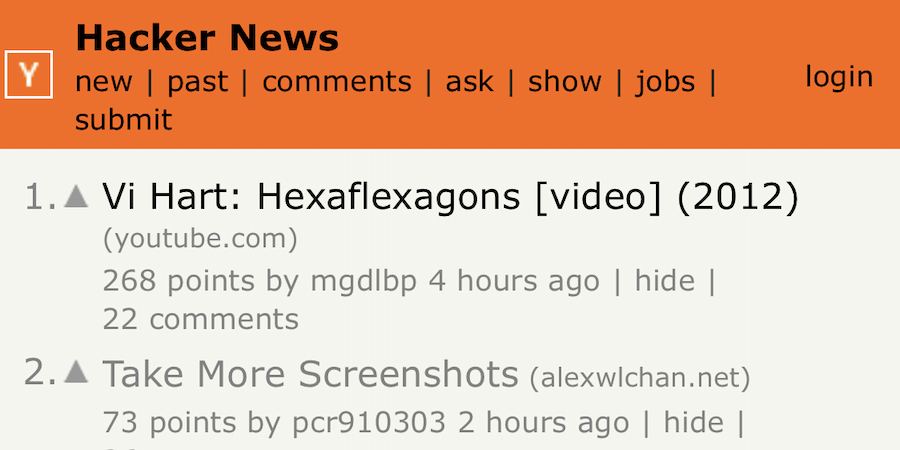 Hacker News
Y
new | past | comments | ask | show | jobs |
login
submit
1. ▲ Vi Hart: Hexaflexagons [video] (2012)
(youtube.com)
268 points by mgdlbp 4 hours ago | hide |
22 comments
2. ▲ Take More Screenshots (alexwlchan.net)
73 points by pcr910303 2 hours ago | hide |